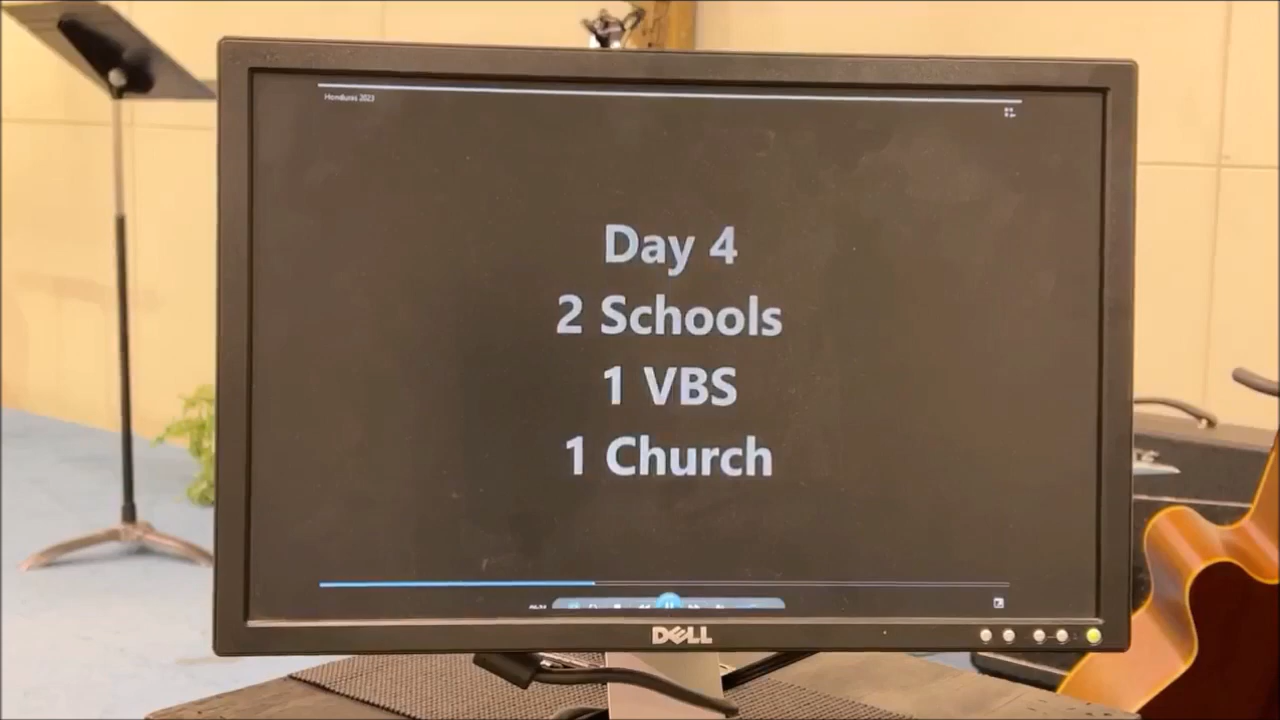 Honduras 2023
Day 4
2 Schools
1 VBS
1 Church
DELL